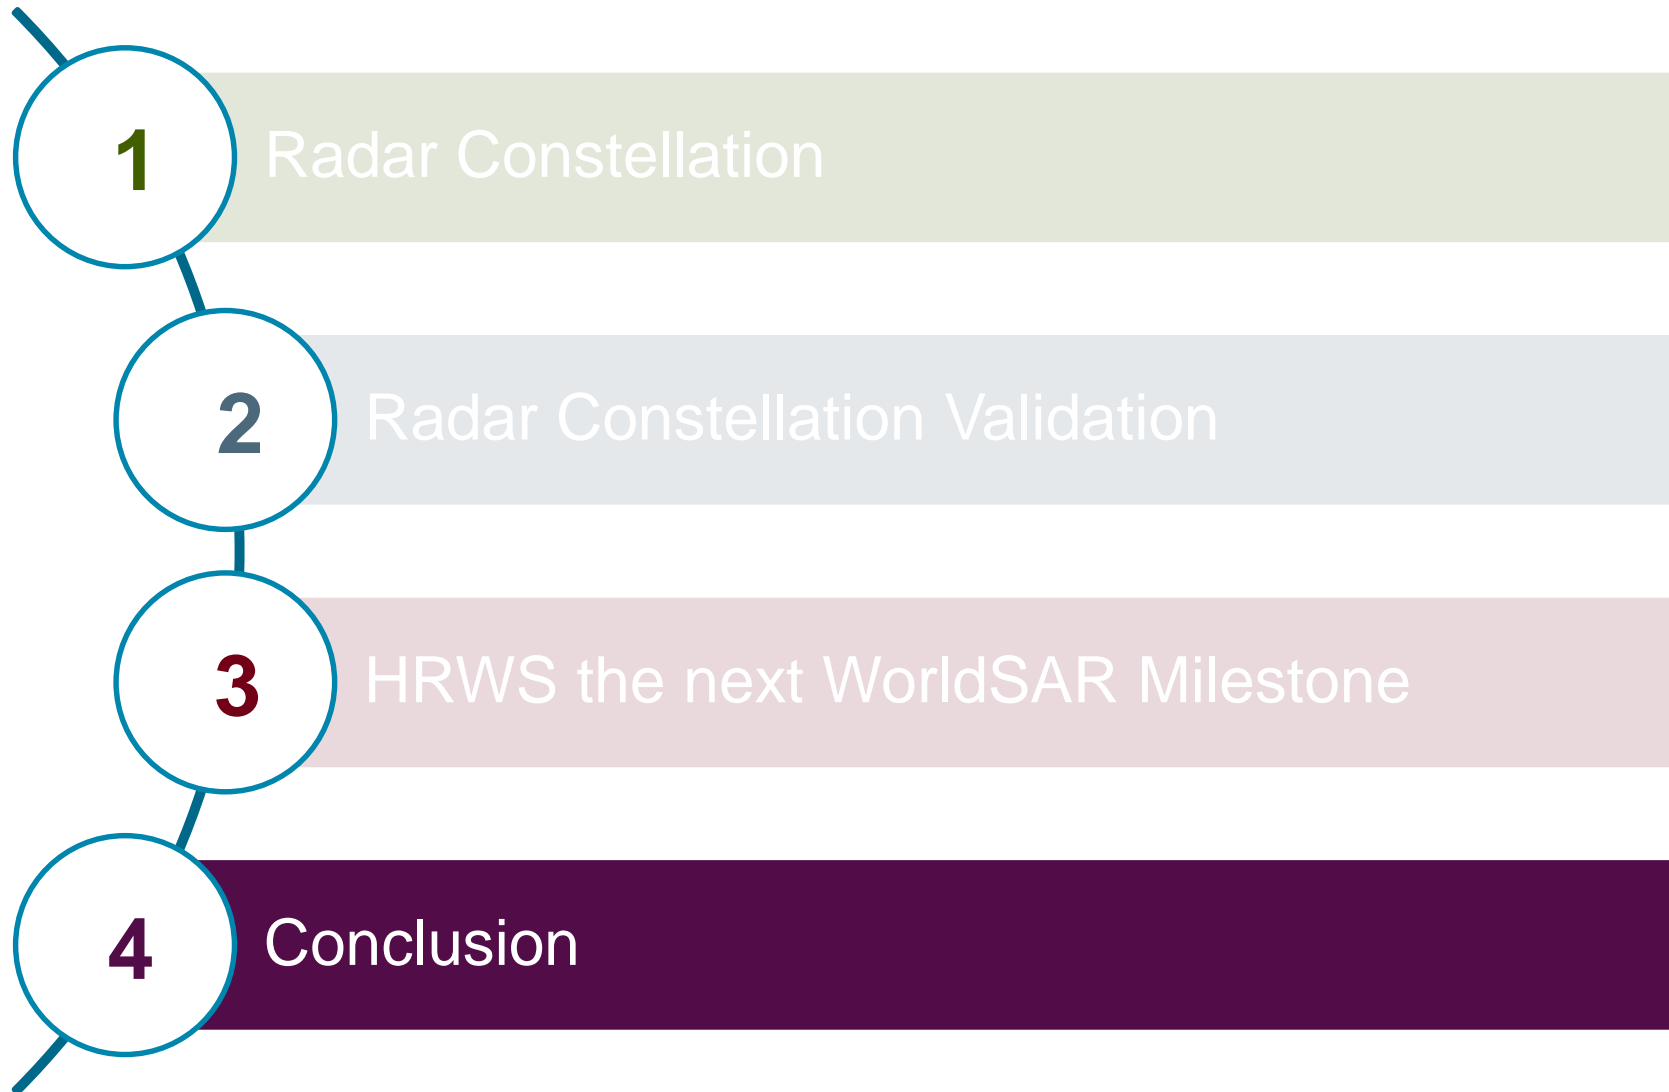 1
Radar Constellation
2
Radar Constellation Validation
3
HRWS the next WorldSAR Milestone
4
Conclusion